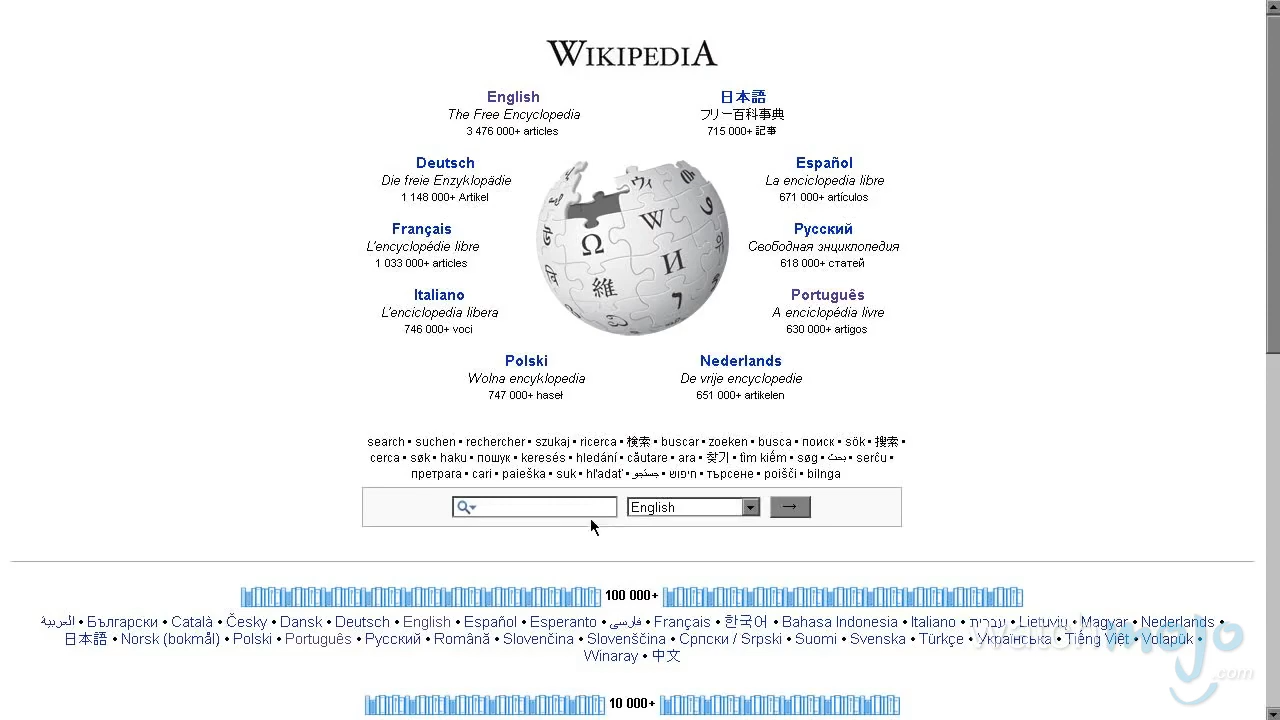 WIKIPEDIA
English
The Free Encyclopedia
3 476 000+ articles
日本語
フリー百科事典
715 000+ 記事
Deutsch
Die freie Enzyklopädie
1 148 000+ Artikel
Español
La enciclopedia libre
671 000+ artículos
Français
L'encyclopédie libre
1 033 000+ articles
Русский
Свободная энциклопедия
618 000+ статей
Italiano
L'enciclopedia libera
746 000+ voci
Português
A enciclopédia livre
630 000+ artigos
Polski
Wolna encyklopedia
747 000+ haseł
Nederlands
De vrije encyclopedie
651 000+ artikelen
Ω W И 維 ウィ
search • suchen • rechercher • szukaj • ricerca • 検索 • buscar • zoeken • busca • поиск • sök • 搜索 •
cerca • søk • haku • пошук • keresés • hledání • căutare • ara • 찾기 • tìm kiếm • søg • بحث • serĉu •
претрага • cari • paieška • suk • hľadať • جستجو • חיפוש • търсене • poišči • bilnga
English →
100 000+
العربية • Български • Català • Česky • Dansk • Deutsch • English • Español • Esperanto • فارسی • Français • 한국어 • Bahasa Indonesia • Italiano • עברית • Lietuvių • Magyar • Nederlands •
日本語 • Norsk (bokmål) • Polski • Português • Русский • Română • Slovenčina • Slovenščina • Српски / Srpski • Suomi • Svenska • Türkçe • Українська • Tiếng Việt • Volapük •
Winaray • 中文
WatchMojo
.com
10 000+